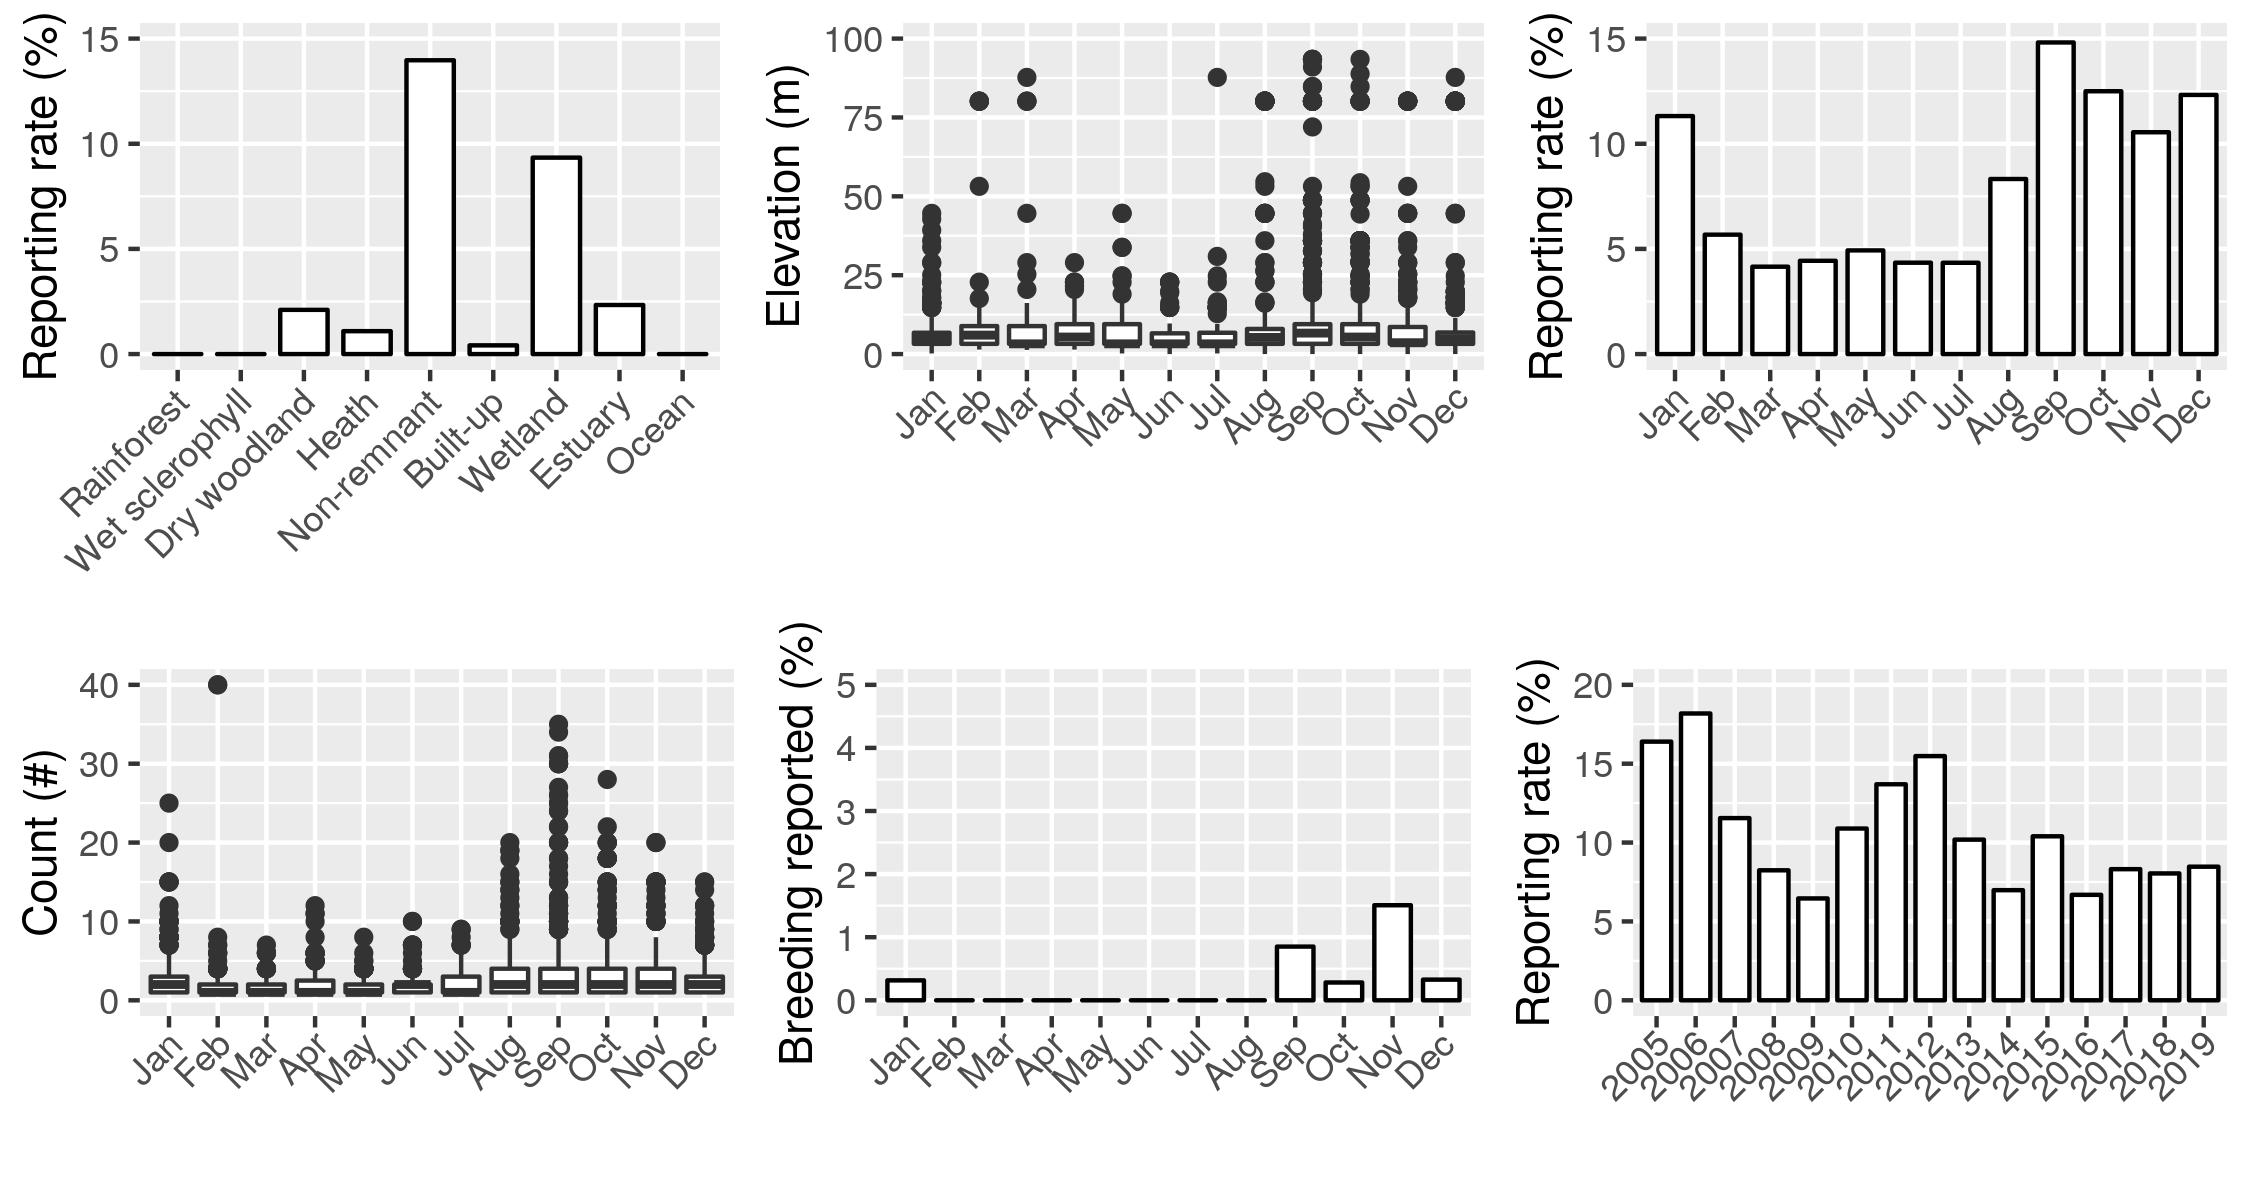 Reporting rate (%)
15
10
5
0
Rainforest
Wet sclerophyll
Dry woodland
Heath
Non-remnant
Built-up
Wetland
Estuary
Ocean
Elevation (m)
100
75
50
25
0
Jan
Feb
Mar
Apr
May
Jun
Jul
Aug
Sep
Oct
Nov
Dec
Reporting rate (%)
15
10
5
0
Jan
Feb
Mar
Apr
May
Jun
Jul
Aug
Sep
Oct
Nov
Dec
Count (#)
40
30
20
10
0
Jan
Feb
Mar
Apr
May
Jun
Jul
Aug
Sep
Oct
Nov
Dec
Breeding reported (%)
5
4
3
2
1
0
Jan
Feb
Mar
Apr
May
Jun
Jul
Aug
Sep
Oct
Nov
Dec
Reporting rate (%)
20
15
10
5
0
2005
2006
2007
2008
2009
2010
2011
2012
2013
2014
2015
2016
2017
2018
2019